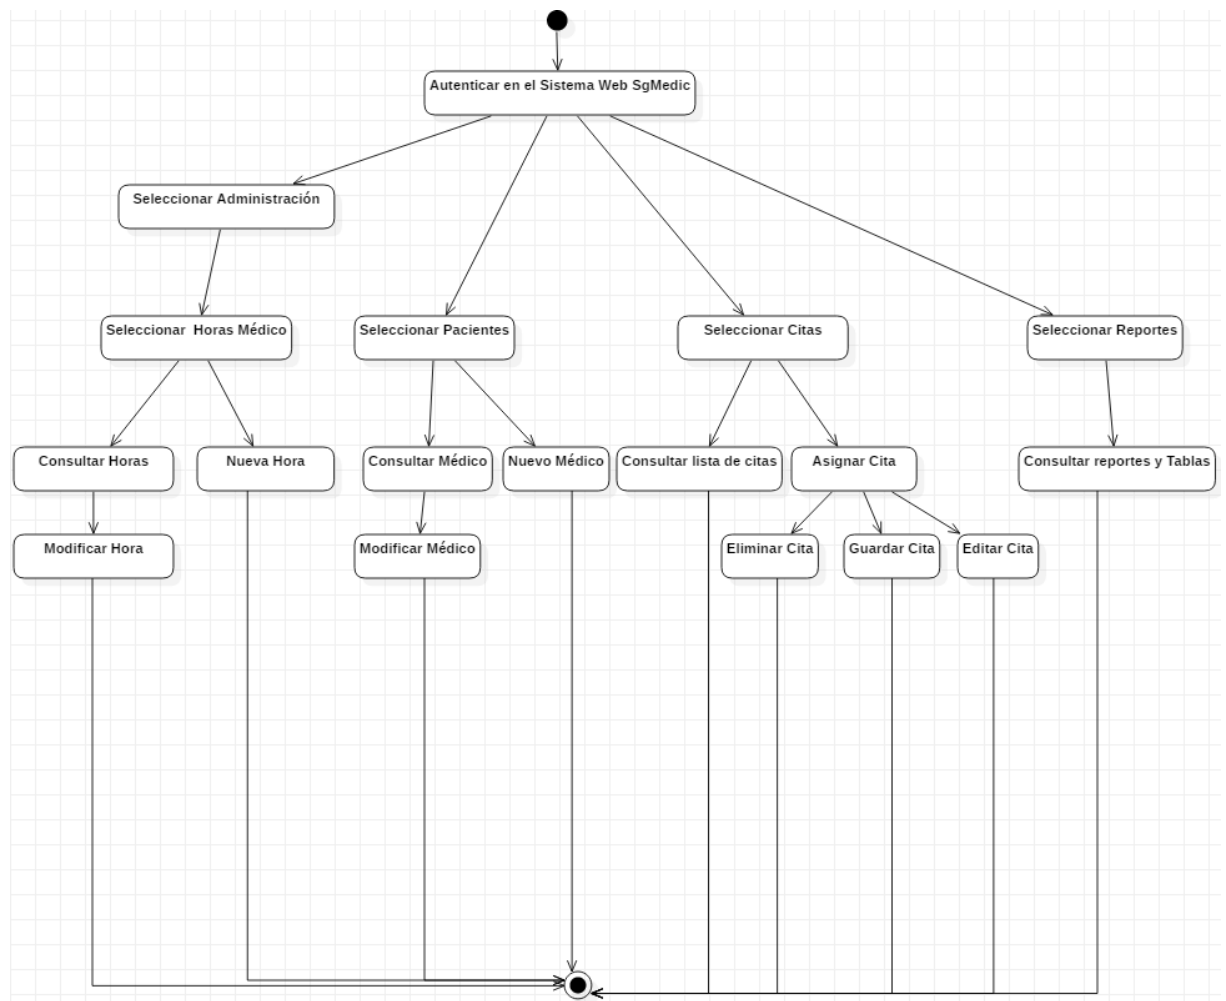 Autenticar en el Sistema Web SgMedic
Seleccionar Administración
Seleccionar  Horas Médico
Seleccionar Pacientes
Seleccionar Citas
Seleccionar Reportes
Consultar Horas
Nueva Hora
Consultar Médico
Nuevo Médico
Consultar lista de citas
Asignar Cita
Consultar reportes y Tablas
Modificar Hora
Modificar Médico
Eliminar Cita
Guardar Cita
Editar Cita